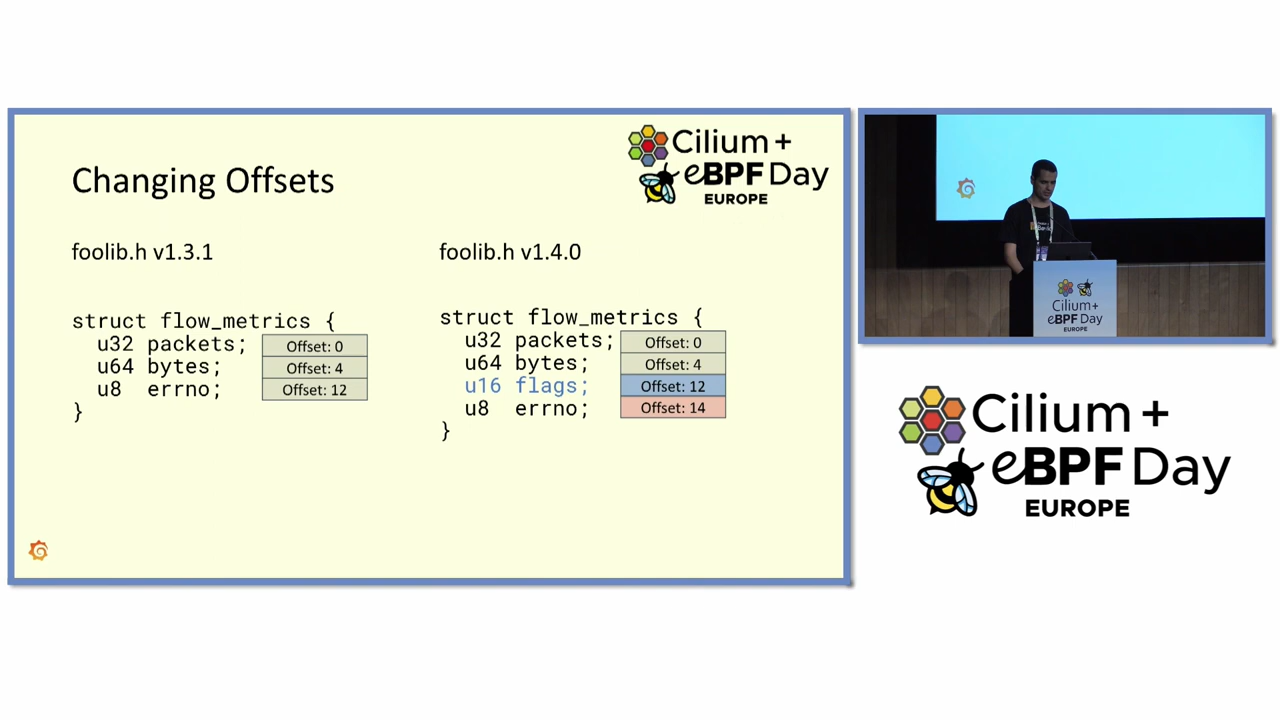 Changing Offsets
Cilium +
eBPF Day
EUROPE
foolib.h v1.3.1
struct flow_metrics {
u32 packets; Offset: 0
u64 bytes; Offset: 4
u8 errno; Offset: 12
}
foolib.h v1.4.0
struct flow_metrics {
u32 packets; Offset: 0
u64 bytes; Offset: 4
u16 flags; Offset: 12
u8 errno; Offset: 14
}
Cilium+
eBPF Day
EUROPE
Cilium +
eBPF Day
EUROPE